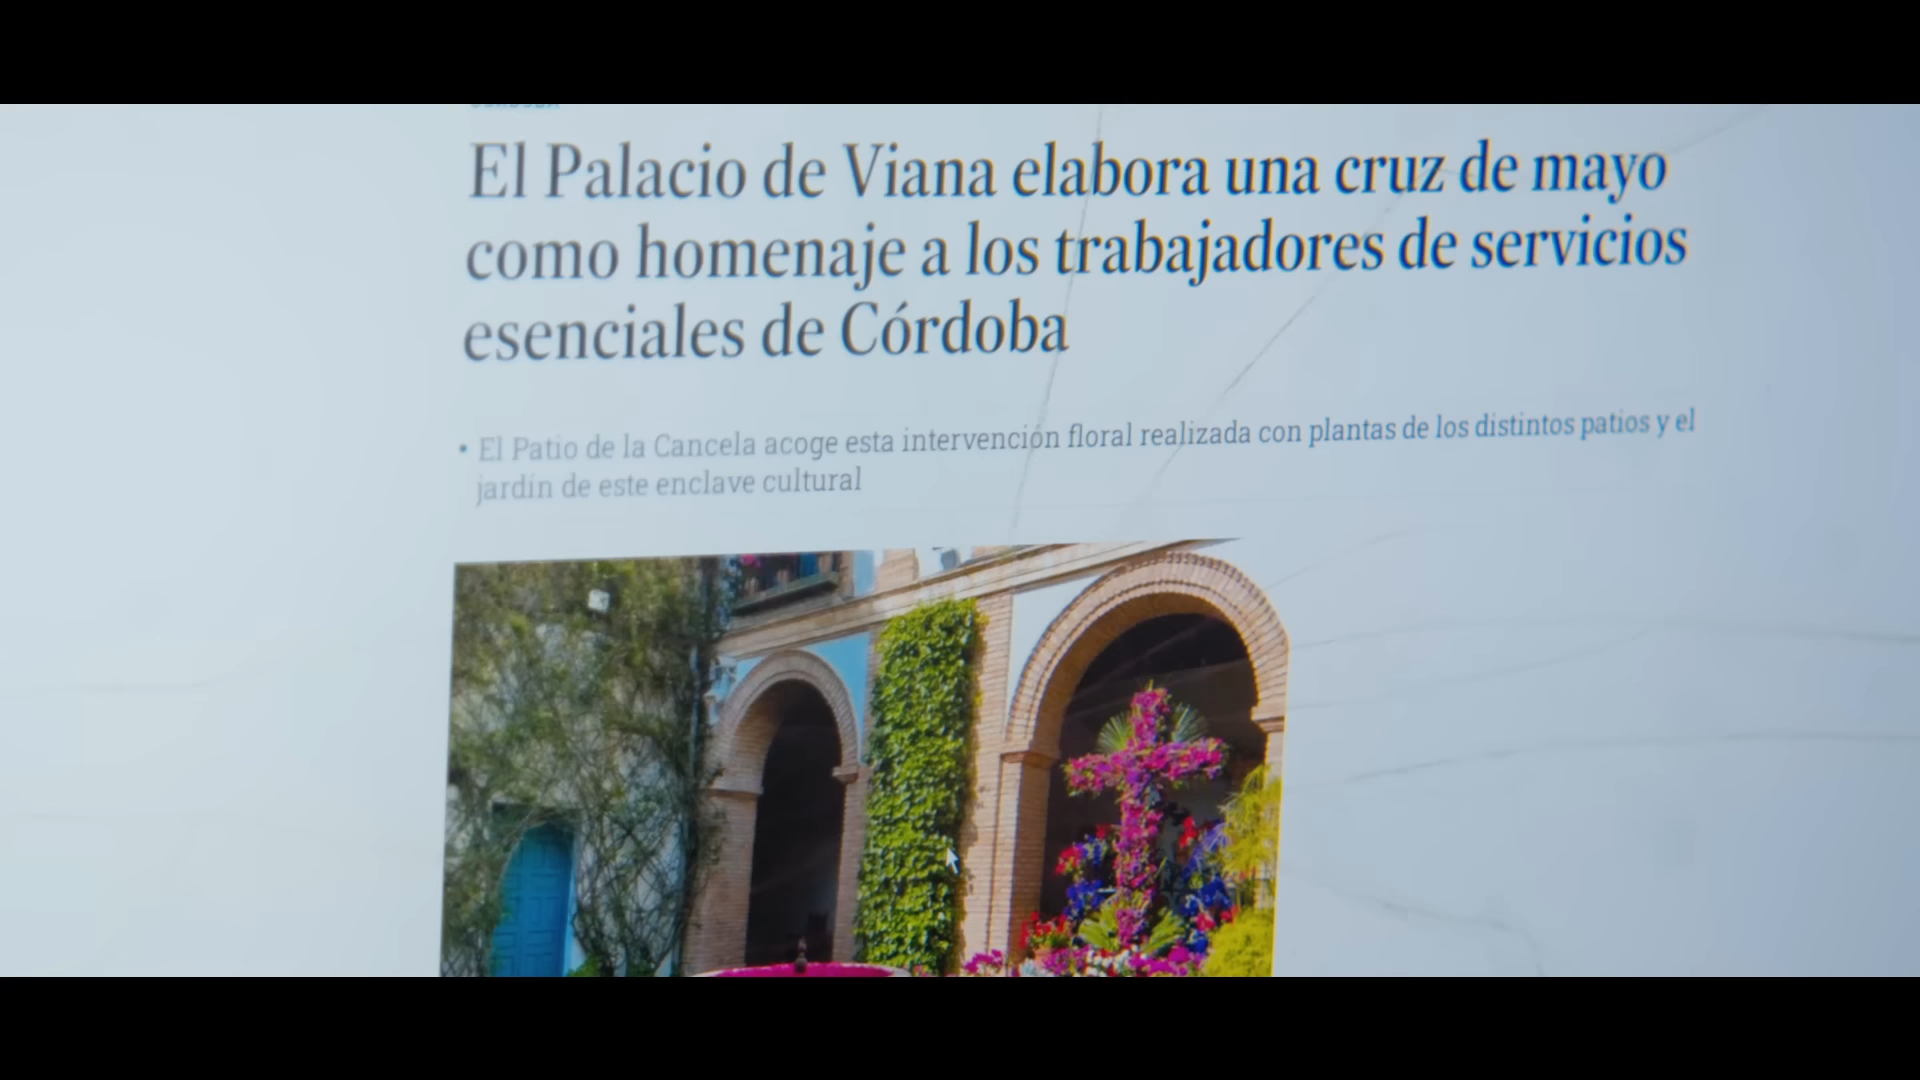 El Palacio de Viana elabora una cruz de mayo
como homenaje a los trabajadores de servicios
esenciales de Córdoba
• El Patio de la Cancela acoge esta intervención floral realizada con plantas de los distintos patios y el
jardín de este enclave cultural